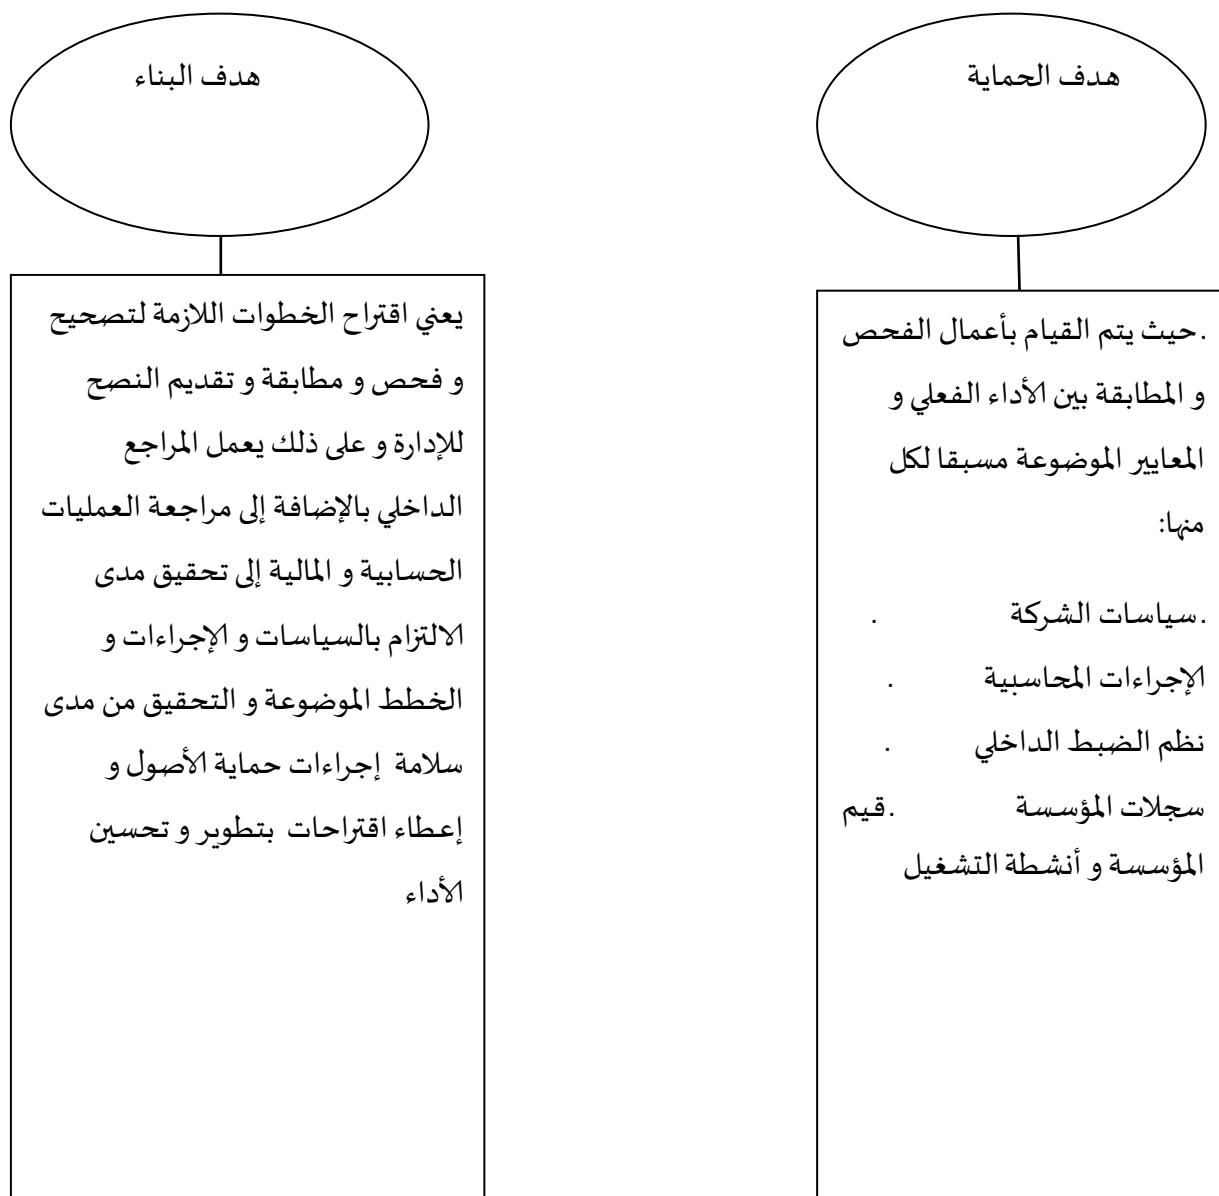 هدف الحماية
.حيث يتم القيام بأعمال الفحص
و المطابقة بين الأداء الفعلي و
المعايير الموضوعة مسبقا لكل
منها:
.سياسات الشركة .
الإجراءات المحاسبية .
نظم الضبط الداخلي .
سجلات المؤسسة .قيم
المؤسسة و أنشطة التشغيل
هدف البناء
يعني اقتراح الخطوات اللازمة لتصحيح
و فحص و مطابقة و تقديم النصح
للإدارة و على ذلك يعمل المراجع
الداخلي بالإضافة إلى مراجعة العمليات
الحسابية و المالية إلى تحقيق مدى
الالتزام بالسياسات و الإجراءات و
الخطط الموضوعة و التحقيق من مدى
سلامة إجراءات حماية الأصول و
إعطاء اقتراحات بتطوير و تحسين
الأداء